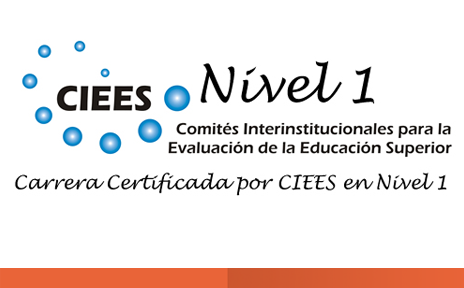 CIEES Nivel 1
Comités Interinstitucionales para la
Evaluación de la Educación Superior
Carrera Certificada por CIEES en Nivel 1